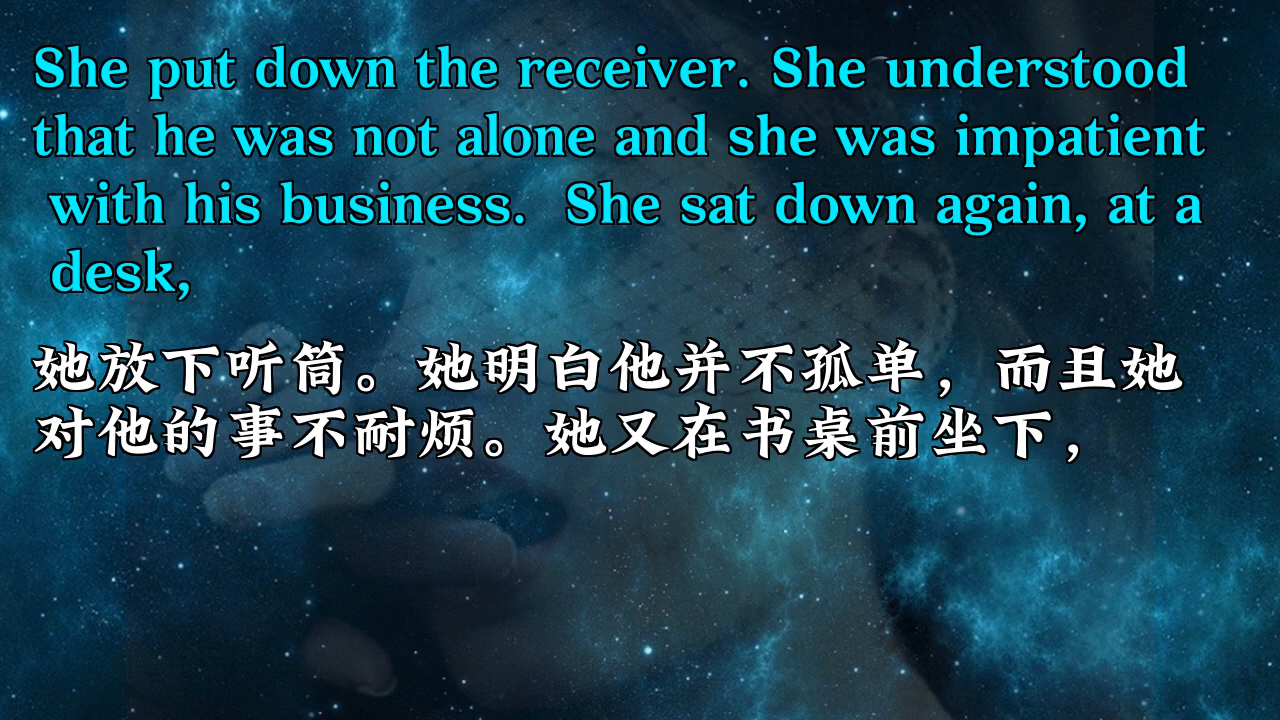 She put down the receiver. She understood
that he was not alone and she was impatient
with his business. She sat down again, at a
desk,
她放下听筒。她明白他并不孤单，而且她
对他的事不耐烦。她又在书桌前坐下，